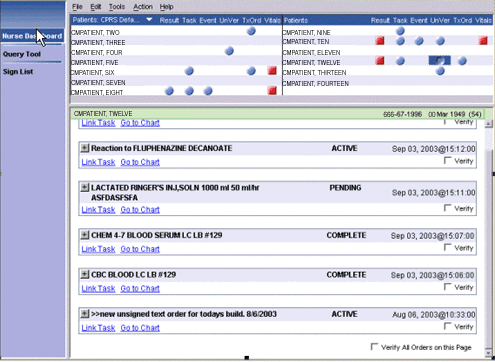 File Edit Tools Action Help
Nurse Dashboard
Query Tool
Sign List
Patients: CPRS Defa... Result Task Event UnVer TxOrd Vitals
CMPATIENT, TWO
CMPATIENT, THREE
CMPATIENT, FOUR
CMPATIENT, FIVE
CMPATIENT, SIX
CMPATIENT, SEVEN
CMPATIENT, EIGHT
Patients Result Task Event UnVer TxOrd Vitals
CMPATIENT, NINE
CMPATIENT, TEN
CMPATIENT, ELEVEN
CMPATIENT, TWELVE
CMPATIENT, THIRTEEN
CMPATIENT, FOURTEEN
CMPATIENT, TWELVE 666-67-1996 00 Mar 1949 (54)
Link Task Go to Chart Verify
Reaction to FLUPHENAZINE DECANOATE ACTIVE Sep 03, 2003@15:12:00
Link Task Go to Chart Verify
LACTATED RINGER'S INJ,SOLN 1000 ml 50 ml/hr PENDING Sep 03, 2003@15:11:00
ASFDASFSFA
Link Task Go to Chart Verify
CHEM 4-7 BLOOD SERUM LC LB #129 COMPLETE Sep 03, 2003@15:07:00
Link Task Go to Chart Verify
CBC BLOOD LC LB #129 COMPLETE Sep 03, 2003@15:06:00
Link Task Go to Chart Verify
>>new unsigned text order for todays build. 8/6/2003 ACTIVE Aug 06, 2003@10:33:00
Link Task Go to Chart Verify
Verify All Orders on this Page